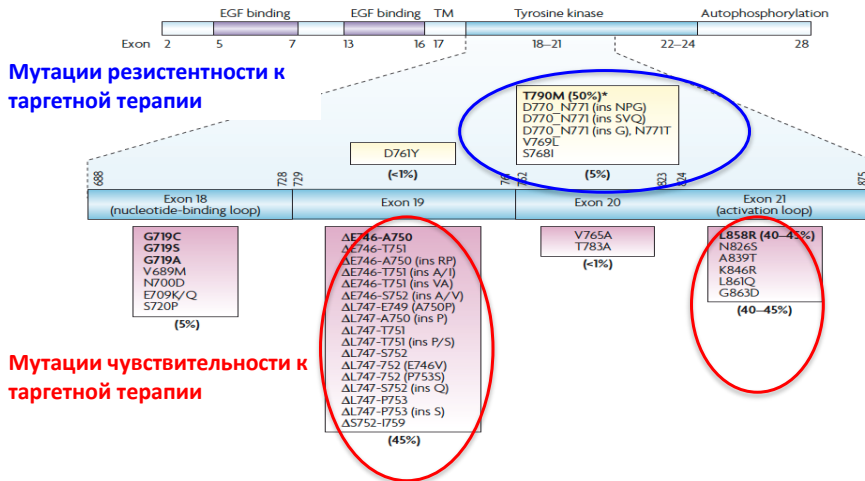 EGF binding EGF binding TM Tyrosine kinase Autophosphorylation
Exon 2 5 7 13 16 17 18–21 22–24 28
Мутации резистентности к
таргетной терапии
T790M (50%)*
D770_N771 (ins NPG)
D770_N771 (ins SVQ)
D770_N771 (ins G), N771T
V769L
S768I
(5%)
D761Y
(<1%)
688 728 729 823 824 875
Exon 18
(nucleotide-binding loop)
Exon 19
Exon 20
Exon 21
(activation loop)
G719C
G719S
G719A
V689M
N700D
E709K/Q
S720P
(5%)
ΔE746-A750
ΔE746-T751
ΔE746-A750 (ins RP)
ΔE746-T751 (ins A/I)
ΔE746-T751 (ins VA)
ΔE746-S752 (ins A/V)
ΔL747-E749 (A750P)
ΔL747-A750 (ins P)
ΔL747-T751
ΔL747-T751 (ins P/S)
ΔL747-S752
ΔL747-752 (E746V)
ΔL747-752 (P753S)
ΔL747-S752 (ins Q)
ΔL747-P753
ΔL747-P753 (ins S)
ΔS752-I759
(45%)
V765A
T783A
(<1%)
L858R (40–45%)
N826S
A839T
K846R
L861Q
G863D
(40–45%)
Мутации чувствительности к
таргетной терапии